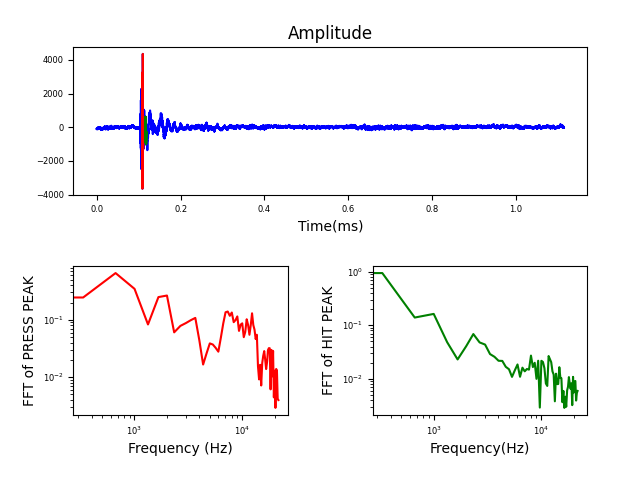 Amplitude
4000
2000
0
−2000
−4000
0.0 0.2 0.4 0.6 0.8 1.0
Time(ms)
FFT of PRESS PEAK
10⁻¹
10⁻²
10³ 10⁴
Frequency (Hz)
FFT of HIT PEAK
10⁰
10⁻¹
10⁻²
10³ 10⁴
Frequency(Hz)